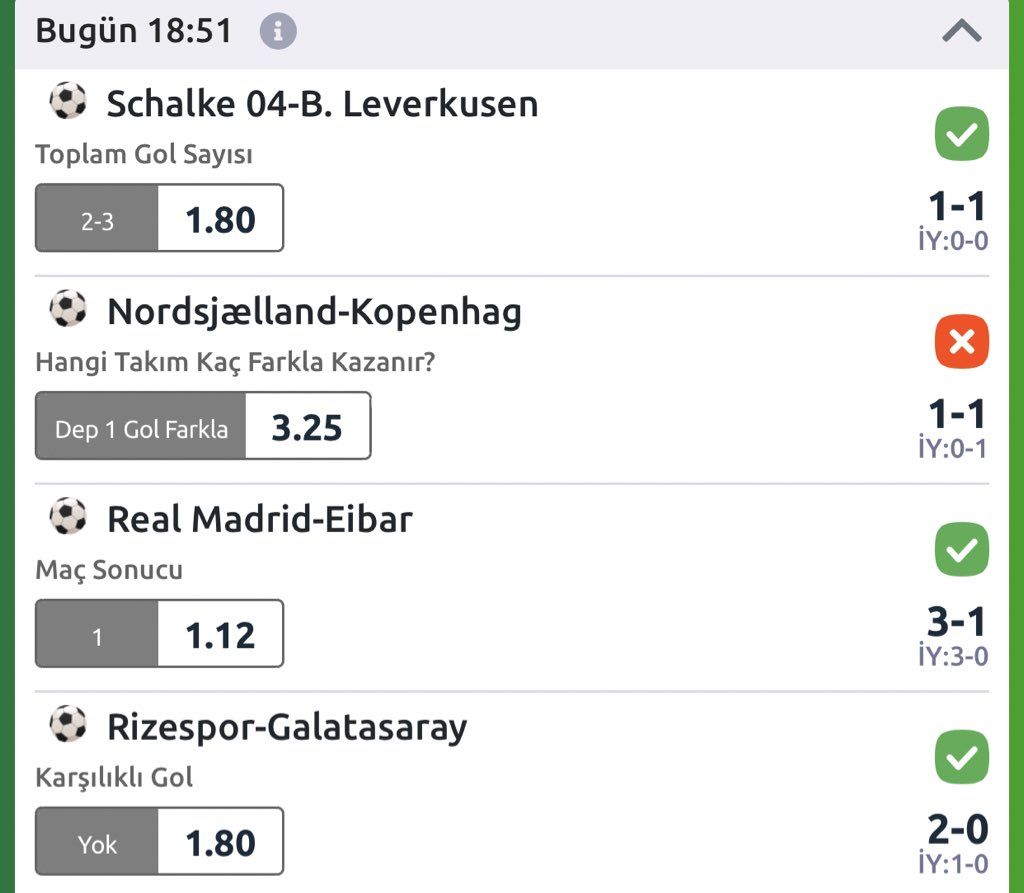 Bugün 18:51
Schalke 04-B. Leverkusen
Toplam Gol Sayısı
2-3 1.80
1-1
İY:0-0
Nordsjælland-Kopenhag
Hangi Takım Kaç Farkla Kazanır?
Dep 1 Gol Farkla 3.25
1-1
İY:0-1
Real Madrid-Eibar
Maç Sonucu
1 1.12
3-1
İY:3-0
Rizespor-Galatasaray
Karşılıklı Gol
Yok 1.80
2-0
İY:1-0